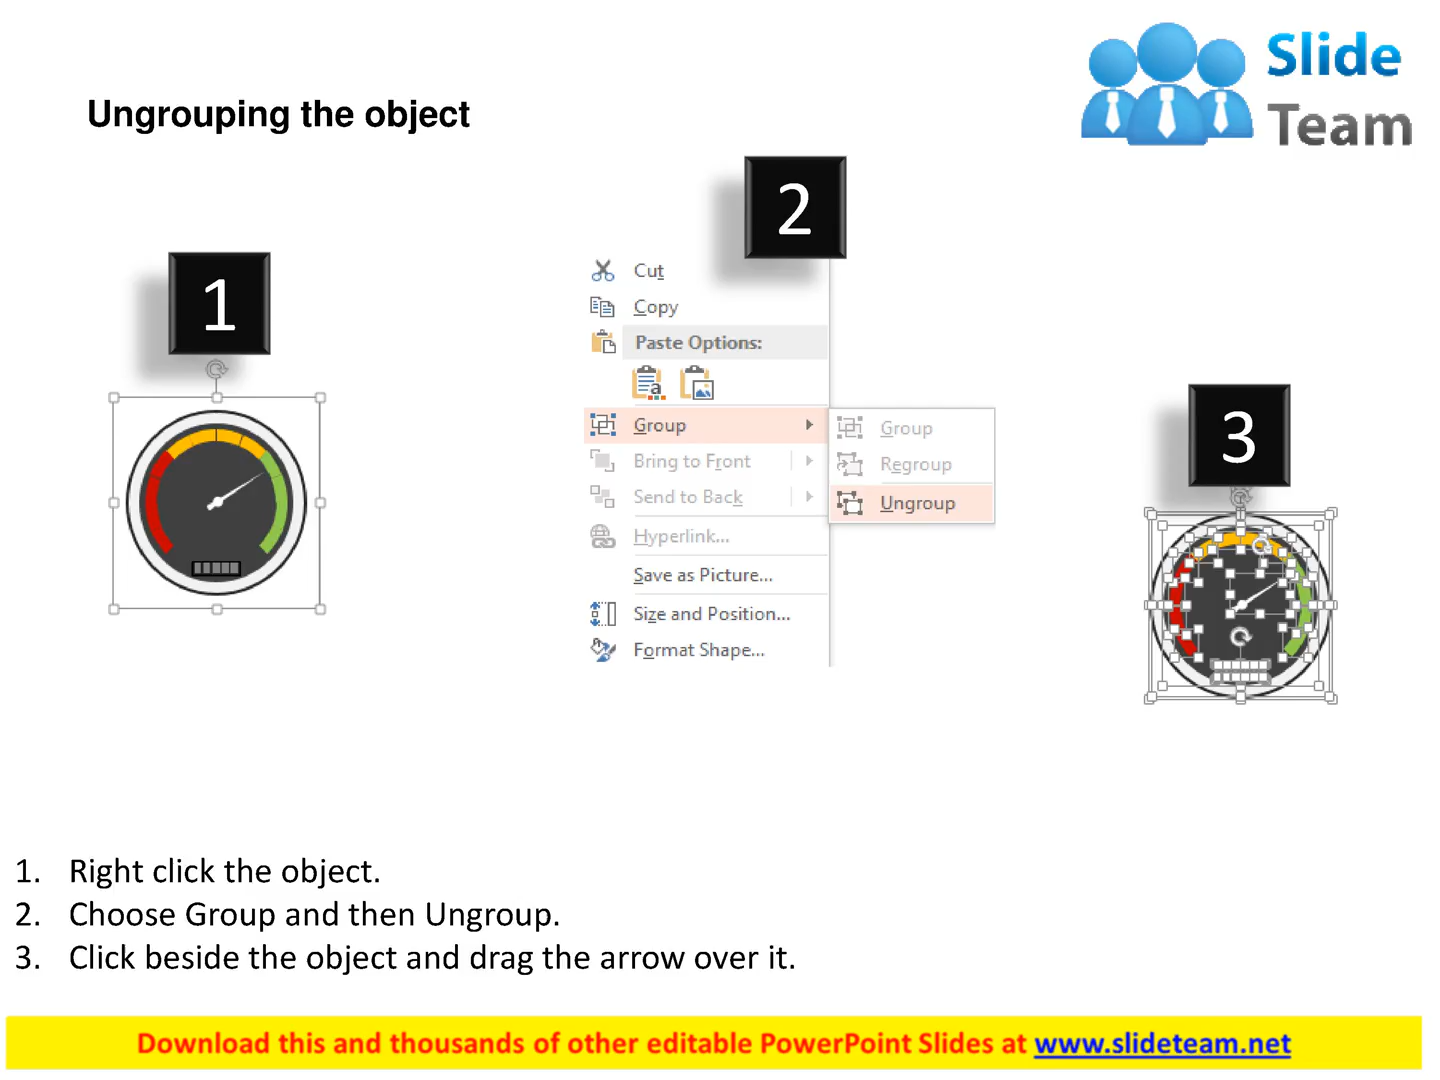 Slide
Team
Ungrouping the object
1
2
3
Cut
Copy
Paste Options:
Group
Bring to Front
Send to Back
Hyperlink...
Save as Picture...
Size and Position...
Format Shape...
Group
Regroup
Ungroup
1. Right click the object.
2. Choose Group and then Ungroup.
3. Click beside the object and drag the arrow over it.
Download this and thousands of other editable PowerPoint Slides at www.slideteam.net